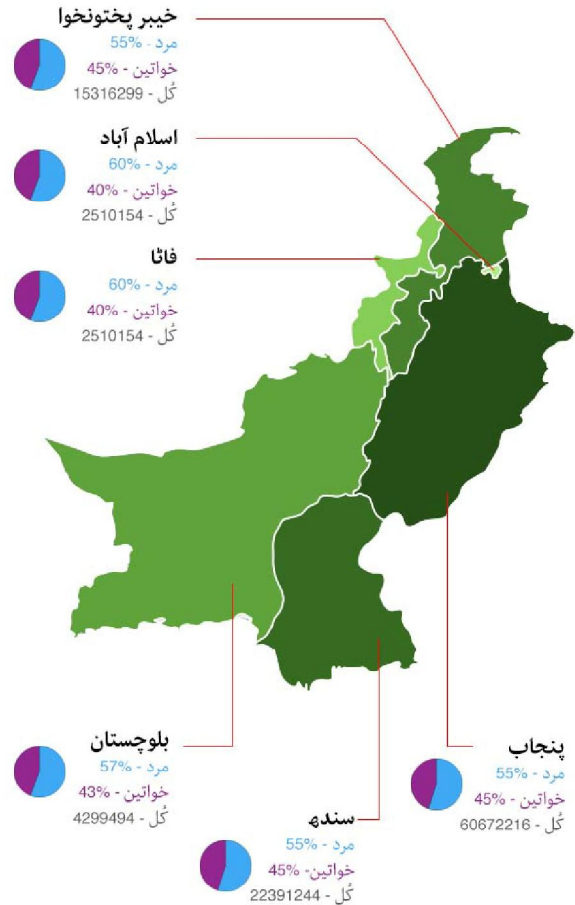 خیبر پختونخوا
مرد - 55%
خواتین - 45%
کُل - 15316299
اسلام آباد
مرد - 60%
خواتین - 40%
کُل - 2510154
فاٹا
مرد - 60%
خواتین - 40%
کُل - 2510154
بلوچستان
مرد - 57%
خواتین - 43%
کُل - 4299494
پنجاب
مرد - 55%
خواتین - 45%
کُل - 60672216
سندھ
مرد - 55%
خواتین- 45%
کُل - 22391244